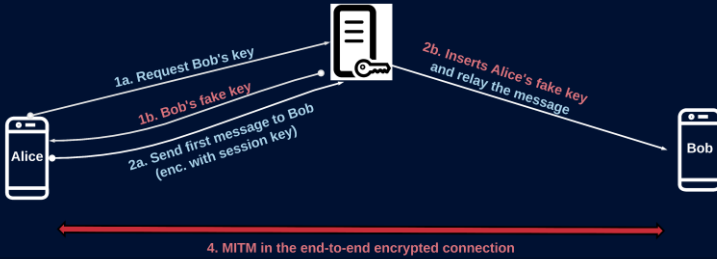 1a. Request Bob's key
1b. Bob's fake key
2a. Send first message to Bob
(enc. with session key)
2b. Inserts Alice's fake key
and relay the message
Alice
Bob
4. MITM in the end-to-end encrypted connection